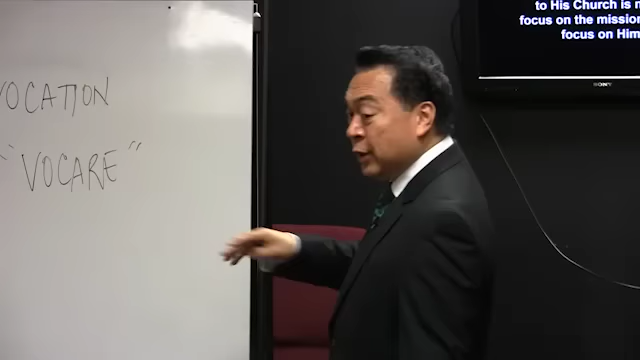 VOCATION
"VOCARE"
to His Church is
focus on the mission
focus on Him
SONY